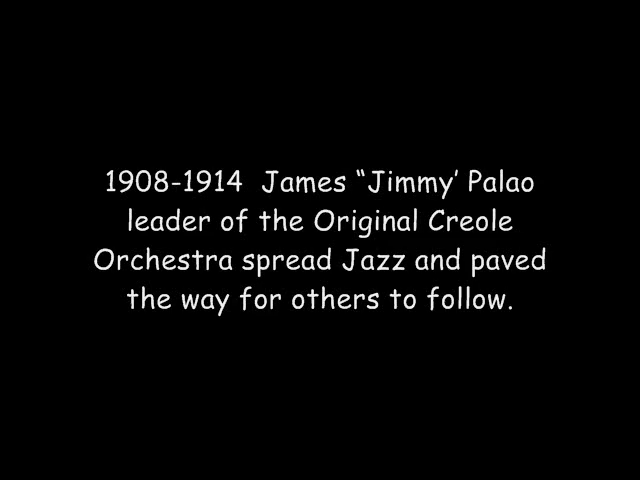 1908-1914  James “Jimmy’ Palao
leader of the Original Creole
Orchestra spread Jazz and paved
the way for others to follow.